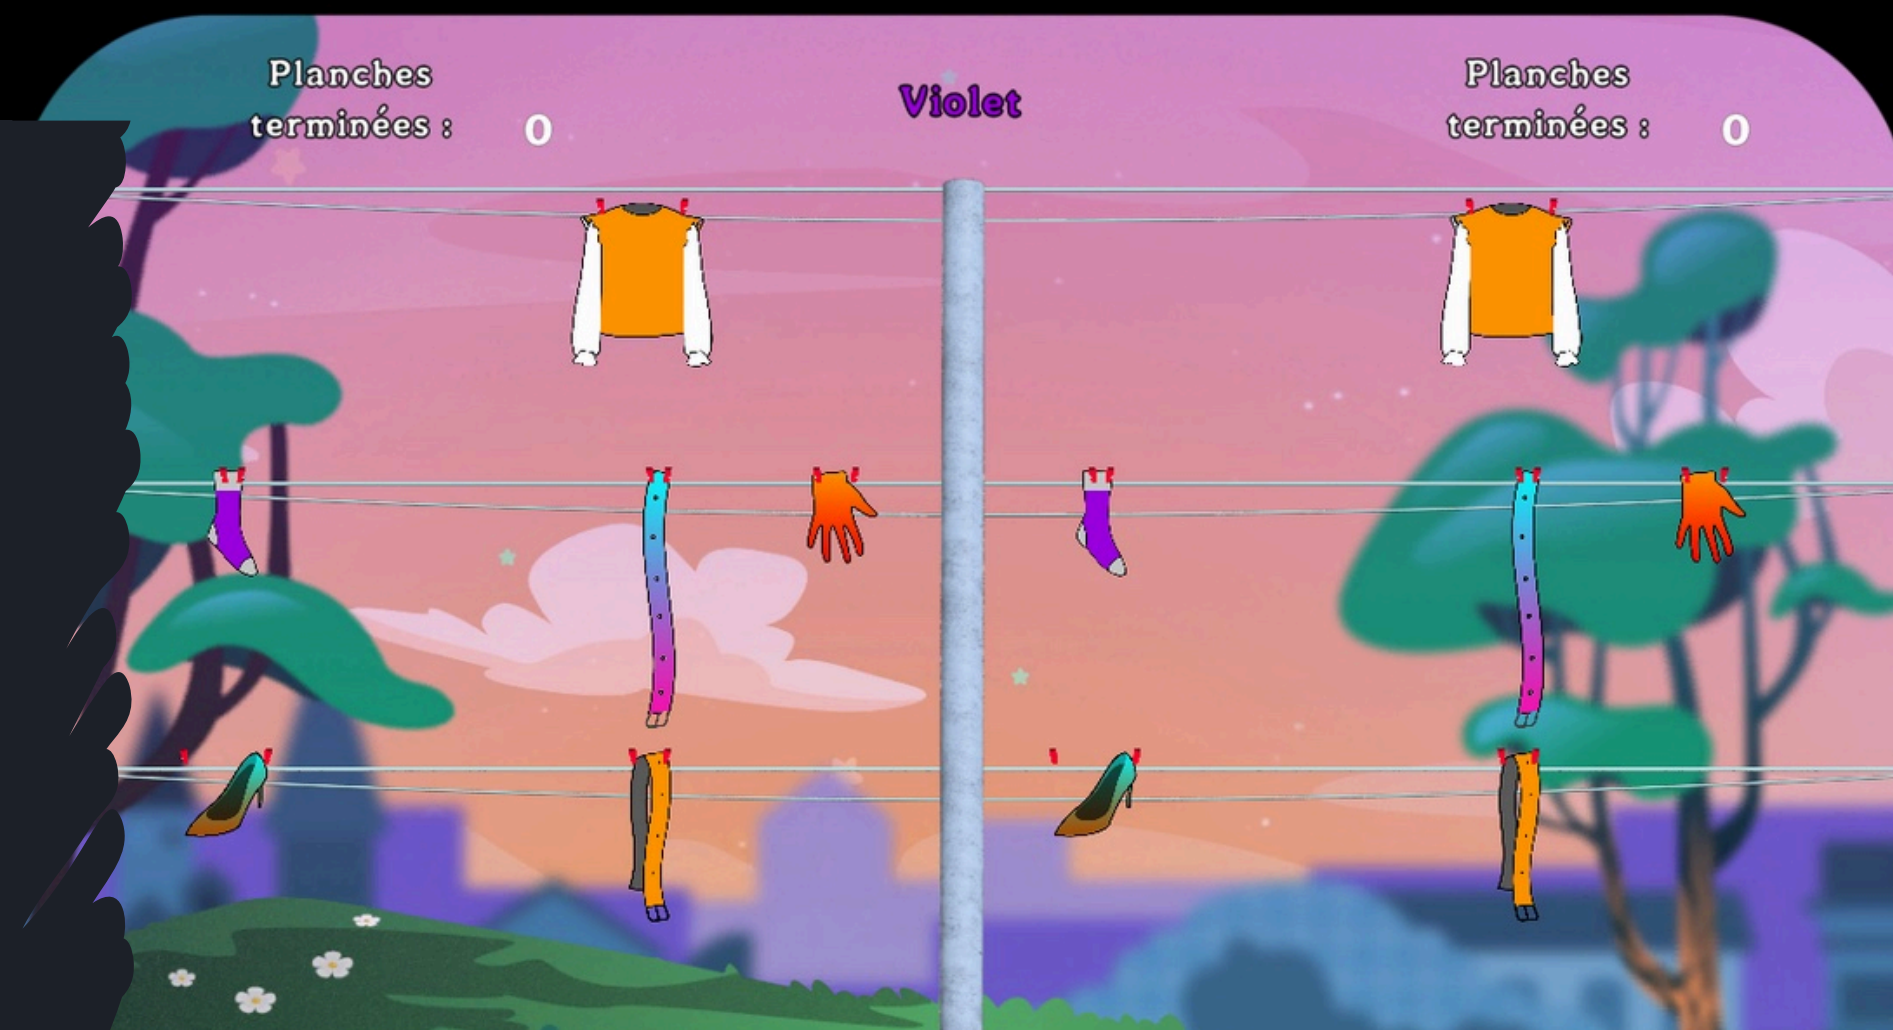 Planches
terminées : 0
Violet
Planches
terminées : 0